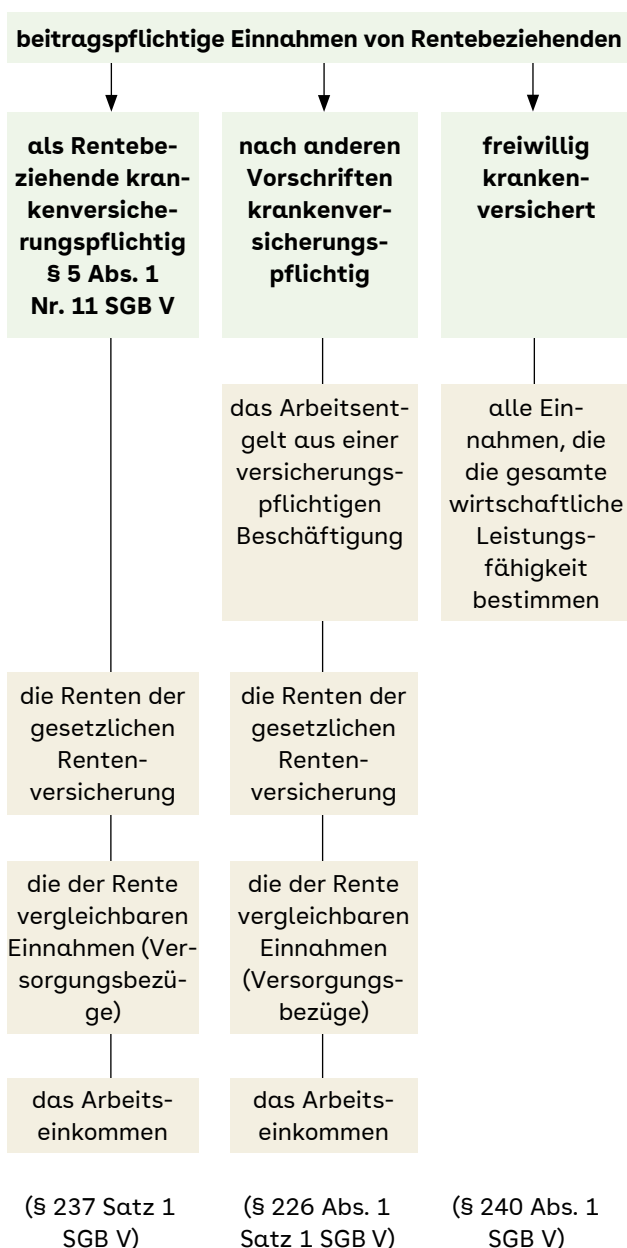 beitragspflichtige Einnahmen von Rentebeziehenden
als Rentebe-
ziehende kran-
kenversiche-
rungspflichtig
§ 5 Abs. 1
Nr. 11 SGB V
nach anderen
Vorschriften
krankenver-
sicherungs-
pflichtig
freiwillig
kranken-
versichert
das Arbeitsent-
gelt aus einer
versicherungs-
pflichtigen
Beschäftigung
alle Ein-
nahmen, die
die gesamte
wirtschaftliche
Leistungs-
fähigkeit
bestimmen
die Renten der
gesetzlichen
Renten-
versicherung
die Renten der
gesetzlichen
Renten-
versicherung
die der Rente
vergleichbaren
Einnahmen (Ver-
sorgungsbezü-
ge)
die der Rente
vergleichbaren
Einnahmen
(Versorgungs-
bezüge)
das Arbeits-
einkommen
das Arbeits-
einkommen
(§ 237 Satz 1
SGB V)
(§ 226 Abs. 1
Satz 1 SGB V)
(§ 240 Abs. 1
SGB V)